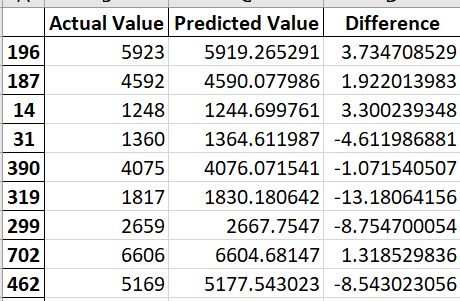 Actual Value Predicted Value Difference
196 5923 5919.265291 3.734708529
187 4592 4590.077986 1.922013983
14 1248 1244.699761 3.300239348
31 1360 1364.611987 -4.611986881
390 4075 4076.071541 -1.071540507
319 1817 1830.180642 -13.18064156
299 2659 2667.7547 -8.754700054
702 6606 6604.68147 1.318529836
462 5169 5177.543023 -8.543023056